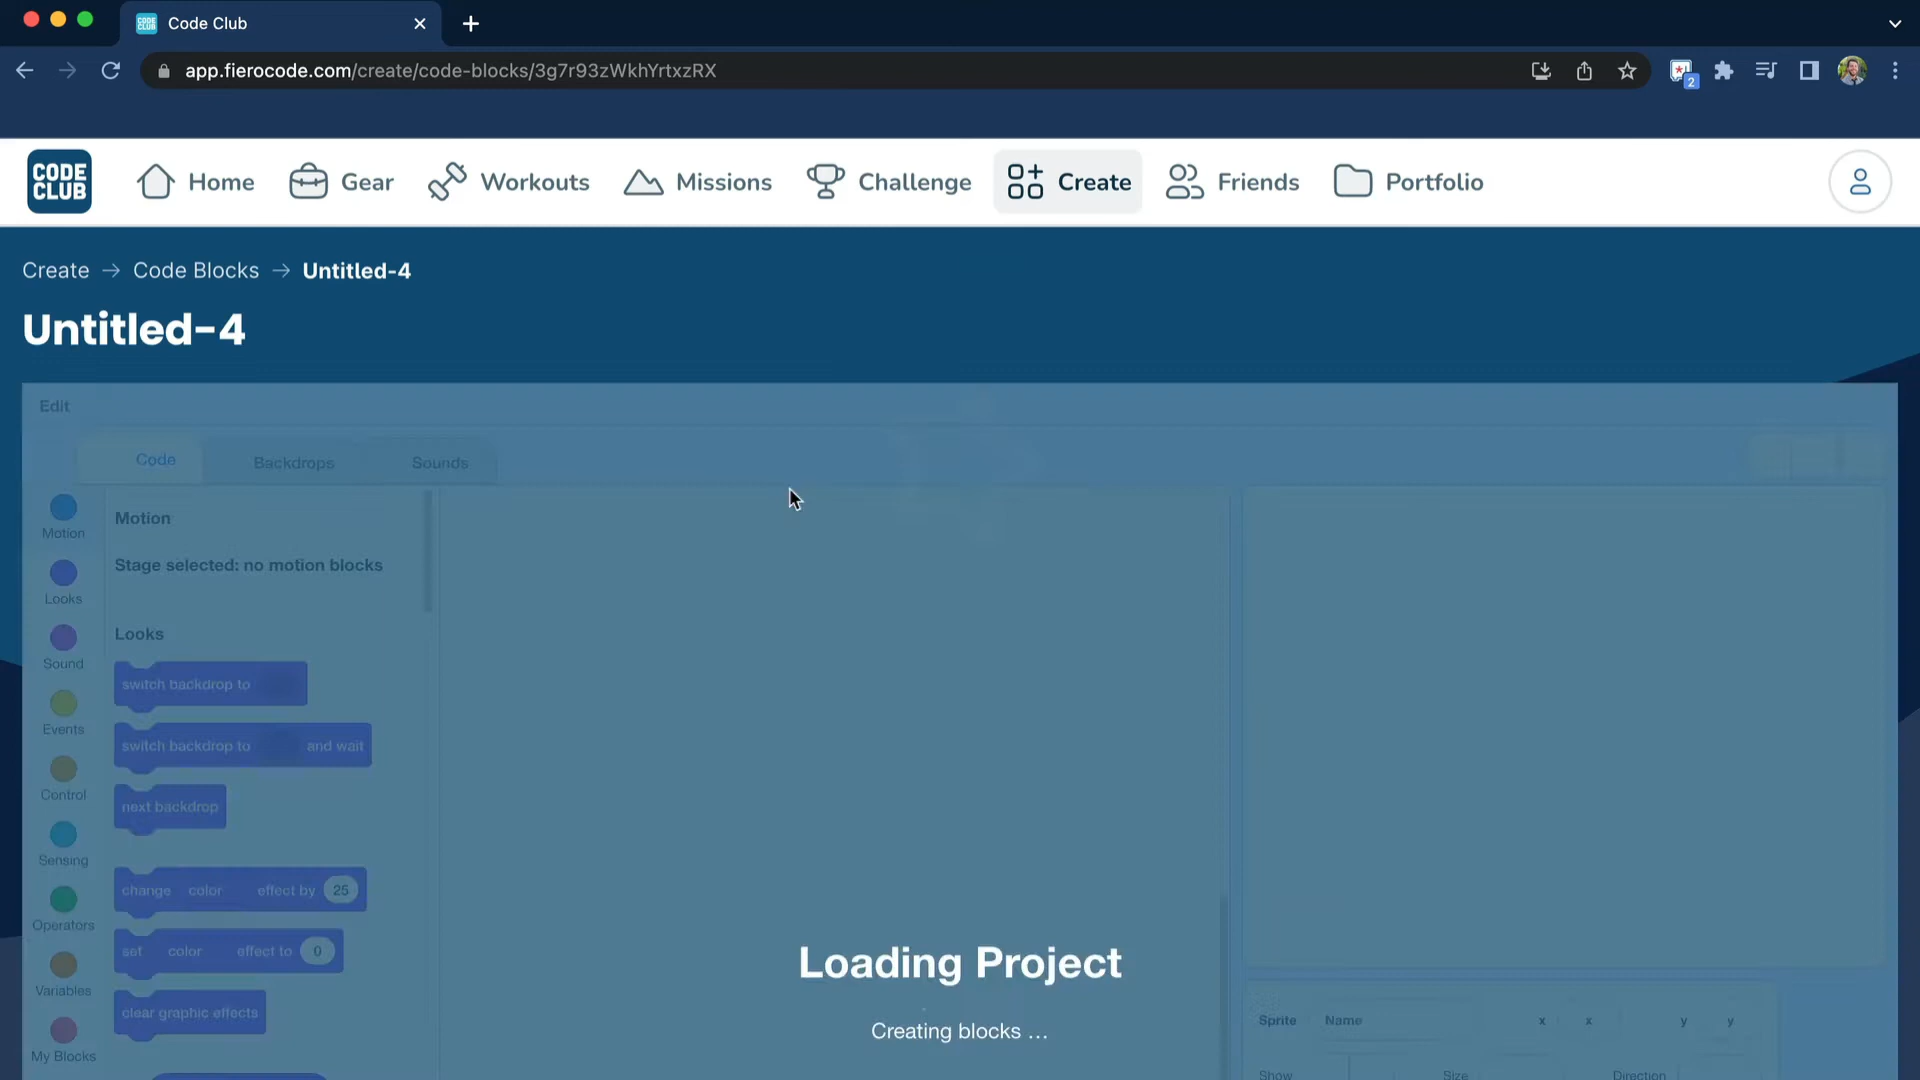 Code Club
app.fierocode.com/create/code-blocks/3g7r93zWkhYrtxzRX
2
CODE CLUB
Home
Gear
Workouts
Missions
Challenge
Create
Friends
Portfolio
Create → Code Blocks → Untitled-4
Untitled-4
Edit
Code
Backdrops
Sounds
Motion
Looks
Sound
Events
Control
Sensing
Operators
Variables
My Blocks
Motion
Stage selected: no motion blocks
Looks
switch backdrop to
switch backdrop to and wait
next backdrop
change color effect by 25
set color effect to 0
clear graphic effects
Loading Project
Creating blocks ...
Sprite Name x x y y
Show Size Direction